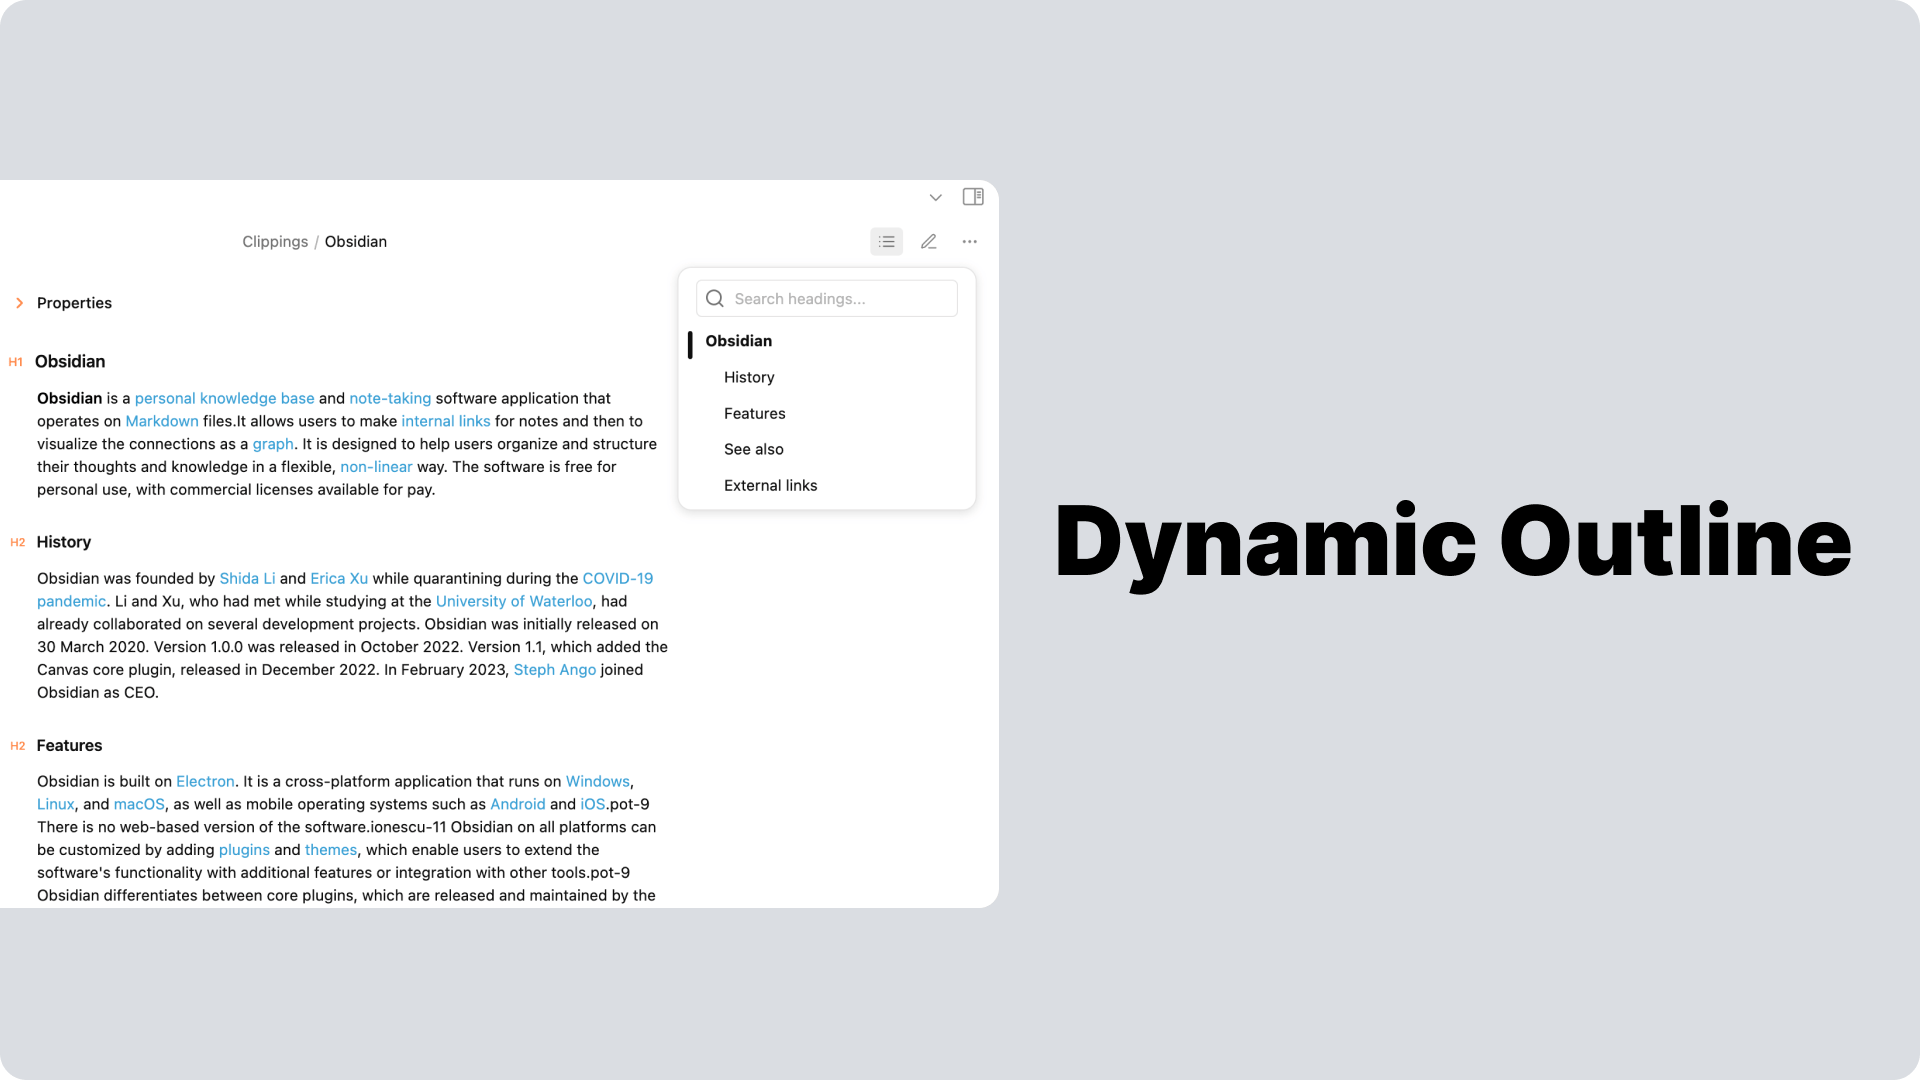 Clippings / Obsidian
Properties
H1 Obsidian
Obsidian is a personal knowledge base and note-taking software application that
operates on Markdown files.It allows users to make internal links for notes and then to
visualize the connections as a graph. It is designed to help users organize and structure
their thoughts and knowledge in a flexible, non-linear way. The software is free for
personal use, with commercial licenses available for pay.
H2 History
Obsidian was founded by Shida Li and Erica Xu while quarantining during the COVID-19
pandemic. Li and Xu, who had met while studying at the University of Waterloo, had
already collaborated on several development projects. Obsidian was initially released on
30 March 2020. Version 1.0.0 was released in October 2022. Version 1.1, which added the
Canvas core plugin, released in December 2022. In February 2023, Steph Ango joined
Obsidian as CEO.
H2 Features
Obsidian is built on Electron. It is a cross-platform application that runs on Windows,
Linux, and macOS, as well as mobile operating systems such as Android and iOS.pot-9
There is no web-based version of the software.ionescu-11 Obsidian on all platforms can
be customized by adding plugins and themes, which enable users to extend the
software's functionality with additional features or integration with other tools.pot-9
Obsidian differentiates between core plugins, which are released and maintained by the
Search headings...
Obsidian
History
Features
See also
External links
Dynamic Outline